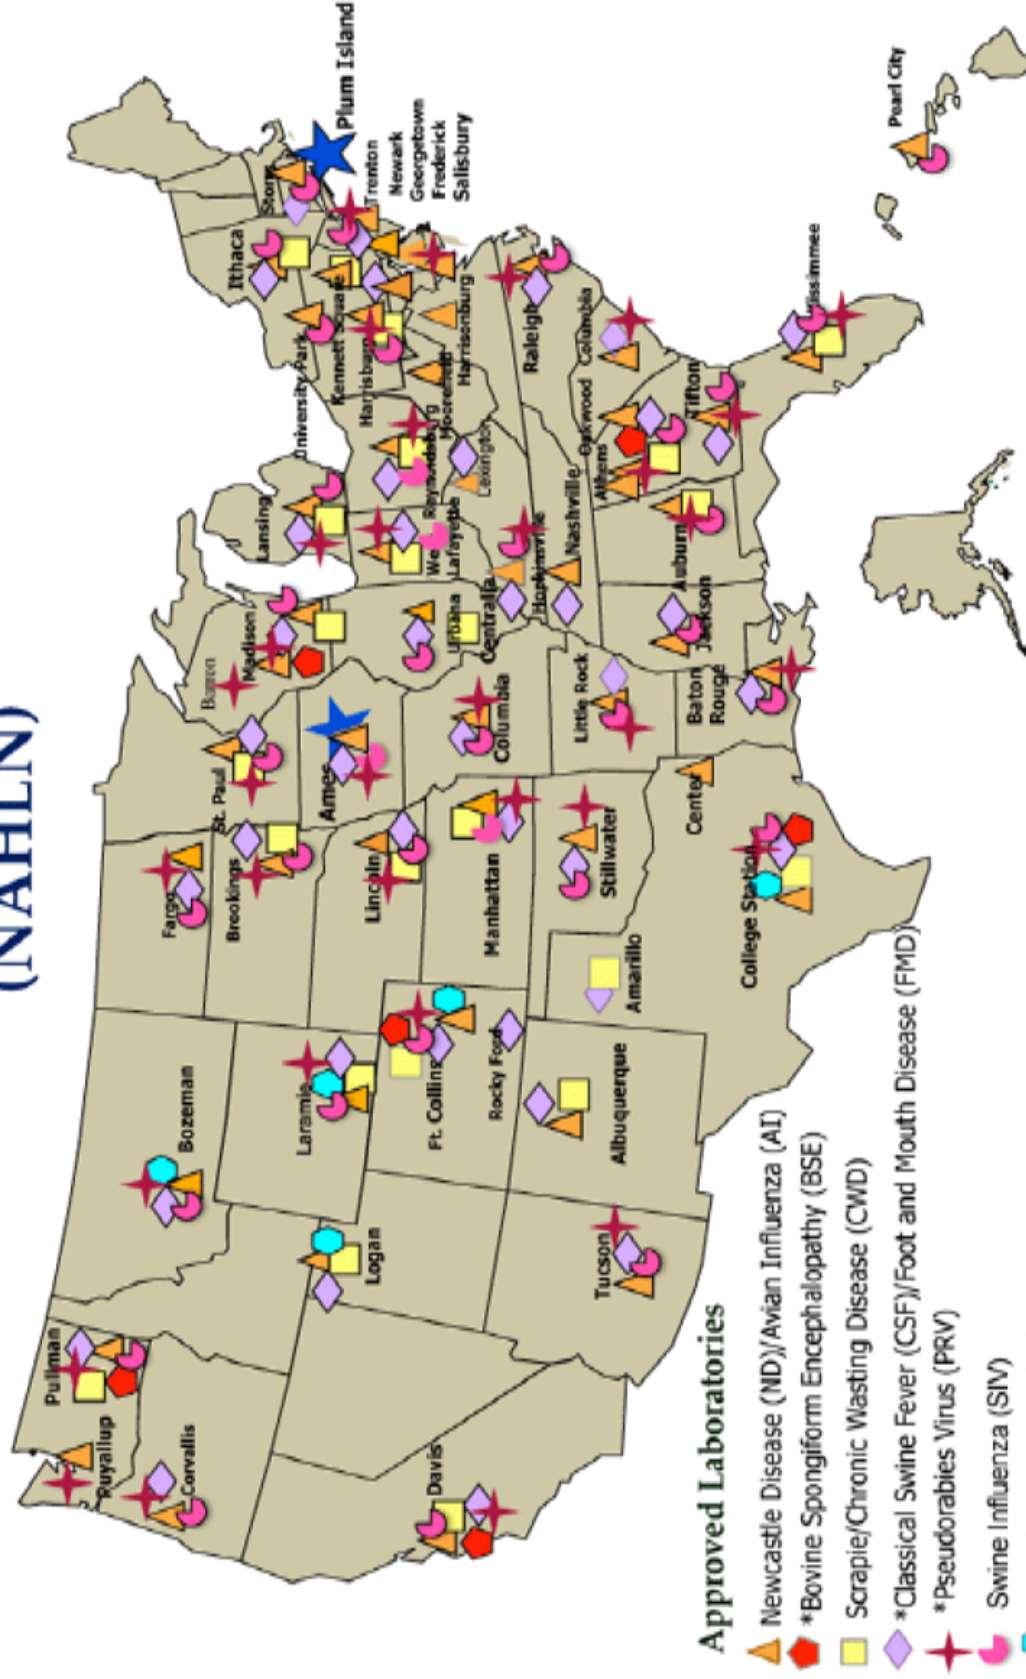 (NAHLN)
Pullman
Puyallup
Corvallis
Davis
Bozeman
Logan
Laramie
Ft. Collins
Rocky Ford
Tucson
Albuquerque
Amarillo
Fargo
Brookings
St. Paul
Barron
Madison
Ames
Lincoln
Manhattan
Columbia
Stillwater
Little Rock
Center
College Station
Baton
Rouge
Jackson
Auburn
Urbana
Centralia
Hopkinsville
Nashville
Lansing
West
Lafayette
Reynoldsburg
Lexington
Athens
Oakwood
Tifton
Kissimmee
Columbia
Raleigh
University Park
Kennett Square
Harrisburg
Moorefield
Harrisonburg
Ithaca
Storrs
Plum Island
Trenton
Newark
Georgetown
Frederick
Salisbury
Pearl City
Approved Laboratories
Newcastle Disease (ND)/Avian Influenza (AI)
*Bovine Spongiform Encephalopathy (BSE)
Scrapie/Chronic Wasting Disease (CWD)
*Classical Swine Fever (CSF)/Foot and Mouth Disease (FMD)
*Pseudorabies Virus (PRV)
Swine Influenza (SIV)